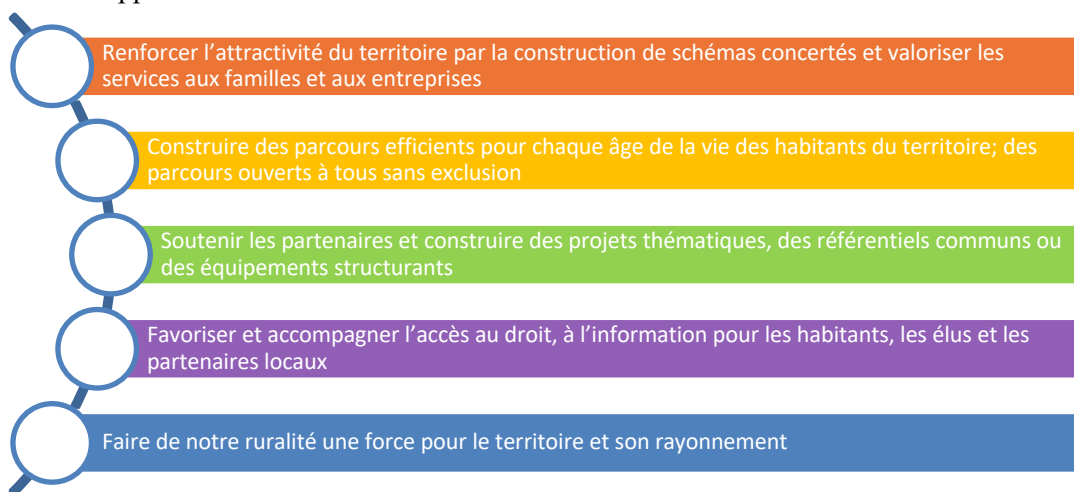 Renforcer l’attractivité du territoire par la construction de schémas concertés et valoriser les
services aux familles et aux entreprises
Construire des parcours efficients pour chaque âge de la vie des habitants du territoire; des
parcours ouverts à tous sans exclusion
Soutenir les partenaires et construire des projets thématiques, des référentiels communs ou
des équipements structurants
Favoriser et accompagner l’accès au droit, à l’information pour les habitants, les élus et les
partenaires locaux
Faire de notre ruralité une force pour le territoire et son rayonnement